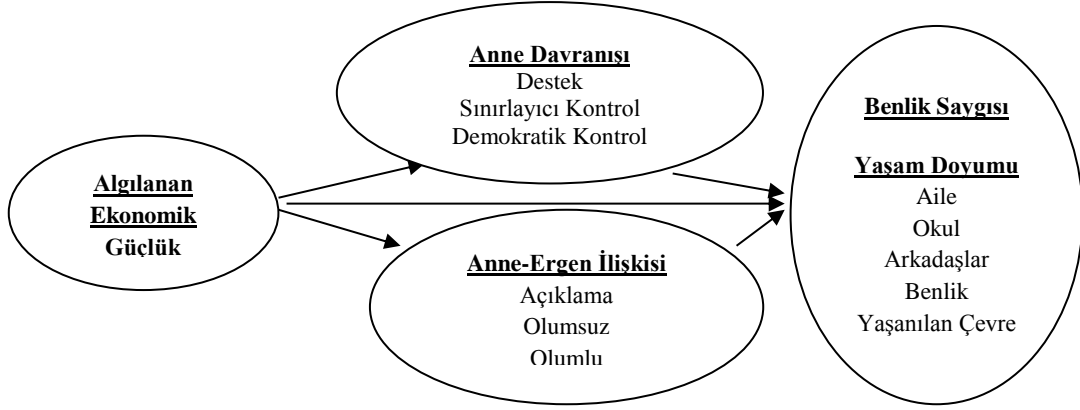 Anne Davranışı
Destek
Sınırlayıcı Kontrol
Demokratik Kontrol
Algılanan
Ekonomik
Güçlük
Anne-Ergen İlişkisi
Açıklama
Olumsuz
Olumlu
Benlik Saygısı
Yaşam Doyumu
Aile
Okul
Arkadaşlar
Benlik
Yaşanılan Çevre